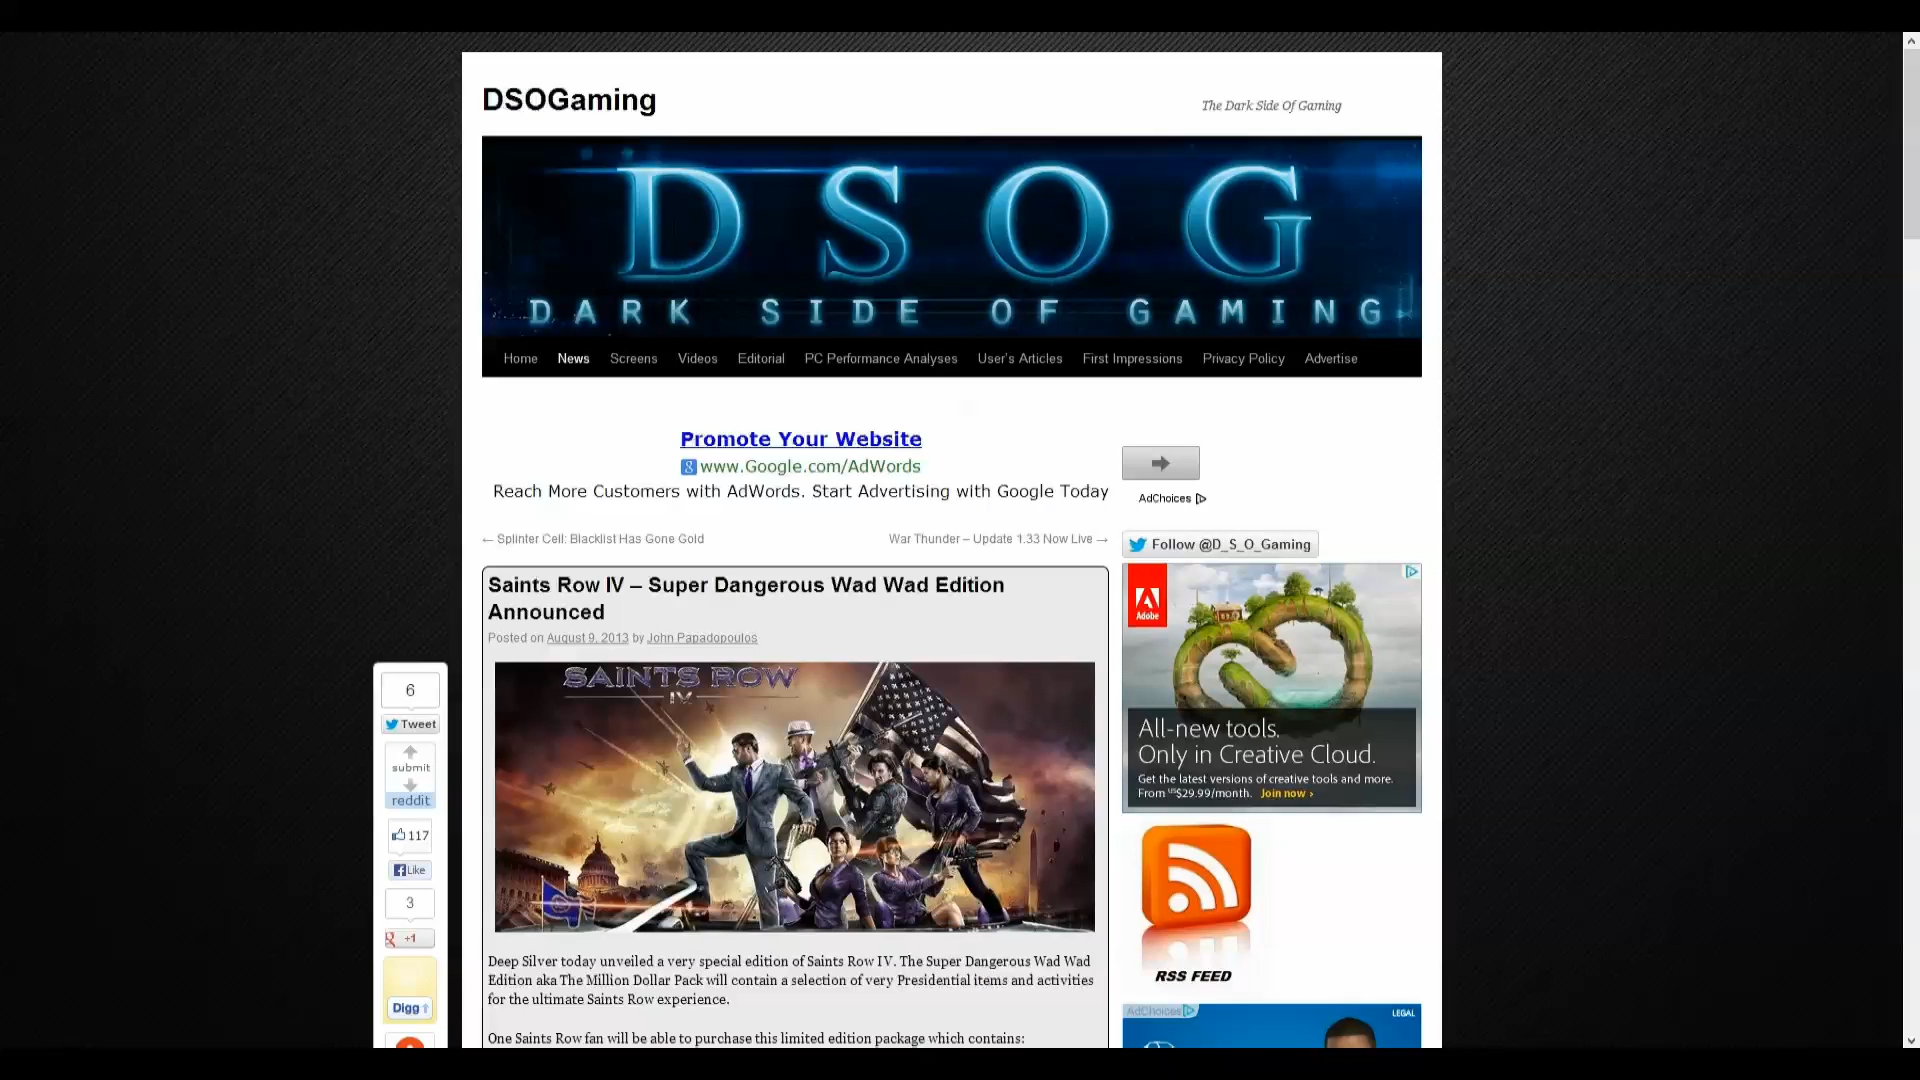 DSOGaming
The Dark Side Of Gaming
D S O G
DARK SIDE OF GAMING
Home News Screens Videos Editorial PC Performance Analyses User's Articles First Impressions Privacy Policy Advertise
Promote Your Website
www.Google.com/AdWords
Reach More Customers with AdWords. Start Advertising with Google Today
AdChoices
← Splinter Cell: Blacklist Has Gone Gold
War Thunder – Update 1.33 Now Live →
Follow @D_S_O_Gaming
Saints Row IV – Super Dangerous Wad Wad Edition
Announced
Posted on August 9, 2013 by John Papadopoulos
SAINTS ROW
IV
6
Tweet
submit
reddit
117
Like
3
+1
Digg
Deep Silver today unveiled a very special edition of Saints Row IV. The Super Dangerous Wad Wad
Edition aka The Million Dollar Pack will contain a selection of very Presidential items and activities
for the ultimate Saints Row experience.
One Saints Row fan will be able to purchase this limited edition package which contains:
Adobe
All-new tools.
Only in Creative Cloud.
Get the latest versions of creative tools and more.
From US$29.99/month. Join now ›
RSS FEED
AdChoices
LEGAL